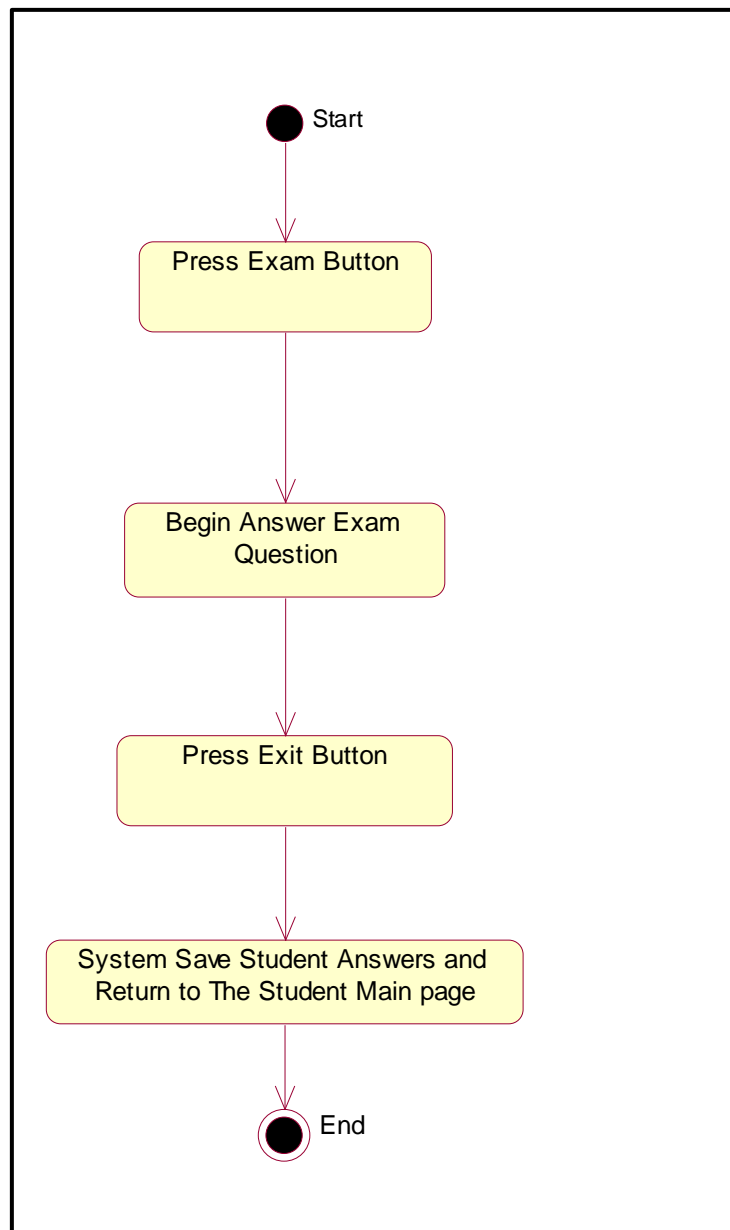 Start
Press Exam Button
Begin Answer Exam
Question
Press Exit Button
System Save Student Answers and
Return to The Student Main page
End